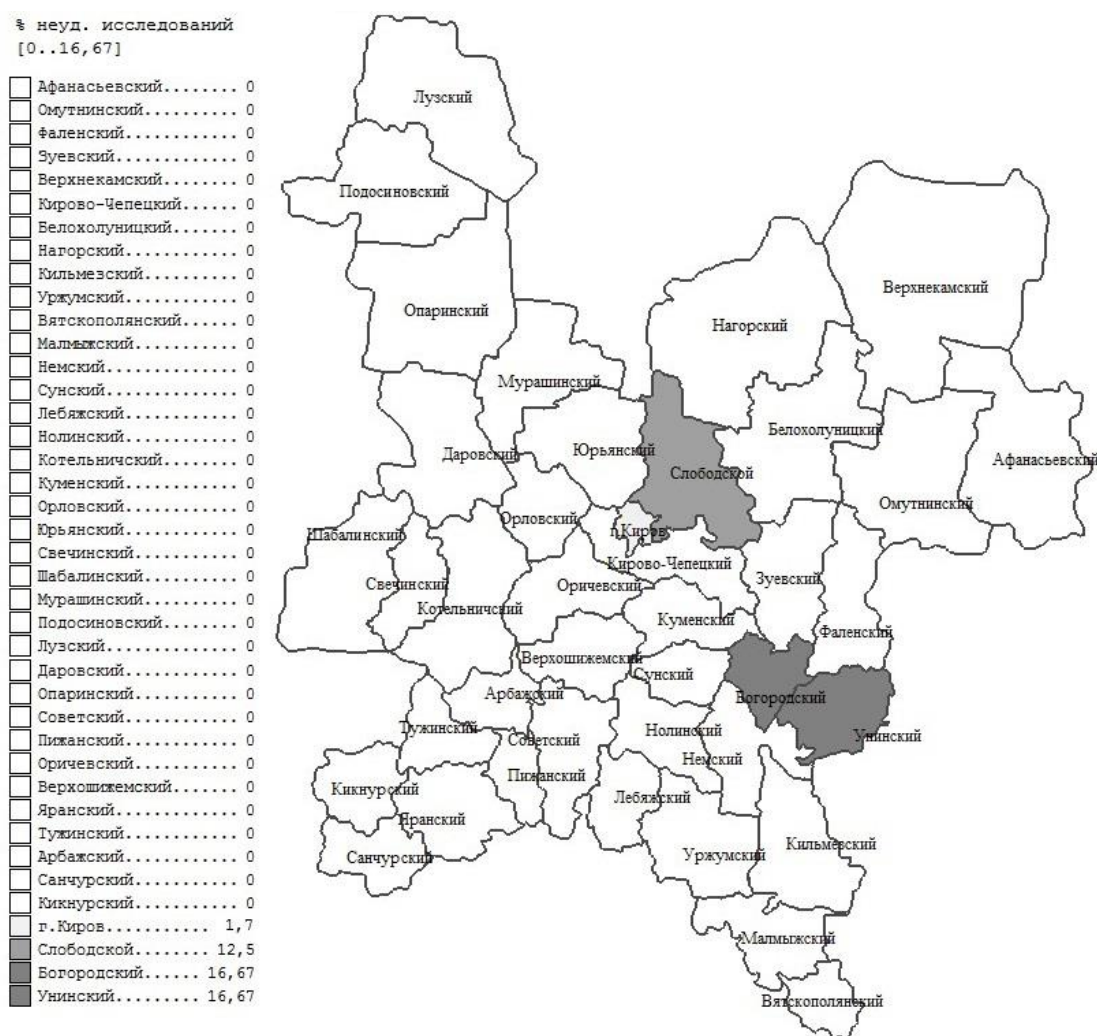 % неуд. исследований
[0..16,67]
Афанасьевский........ 0
Омутнинский.......... 0
Фаленский............ 0
Зуевский............. 0
Верхнекамский........ 0
Кирово-Чепецкий...... 0
Белохолуницкий....... 0
Нагорский............ 0
Кильмезский.......... 0
Уржумский............ 0
Вятскополянский...... 0
Малмыжский........... 0
Немский.............. 0
Сунский.............. 0
Лебяжский............ 0
Нолинский............ 0
Котельничский........ 0
Куменский............ 0
Орловский............ 0
Юрьянский............ 0
Свечинский........... 0
Шабалинский.......... 0
Мурашинский.......... 0
Подосиновский........ 0
Лузский.............. 0
Даровский............ 0
Опаринский........... 0
Советский............ 0
Пижанский............ 0
Оричевский........... 0
Верхошижемский....... 0
Яранский............. 0
Тужинский............ 0
Арбажский............ 0
Санчурский........... 0
Кикнурский........... 0
г.Киров........... 1,7
Слободской........ 12,5
Богородский...... 16,67
Унинский......... 16,67
Лузский
Подосиновский
Верхнекамский
Опаринский
Нагорский
Мурашинский
Белохолуницкий
Юрьянский
Даровский
Афанасьевский
Слободской
Омутнинский
Орловский
г.Киров
Шабалинский
Кирово-Чепецкий
Зуевский
Свечинский
Оричевский
Котельничский
Куменский
Фаленский
Верхошижемский
Сунский
Арбажский
Богородский
Тужинский
Нолинский
Унинский
Советский
Немский
Пижанский
Кикнурский
Лебяжский
Яранский
Кильмезский
Уржумский
Санчурский
Малмыжский
Вятскополянский